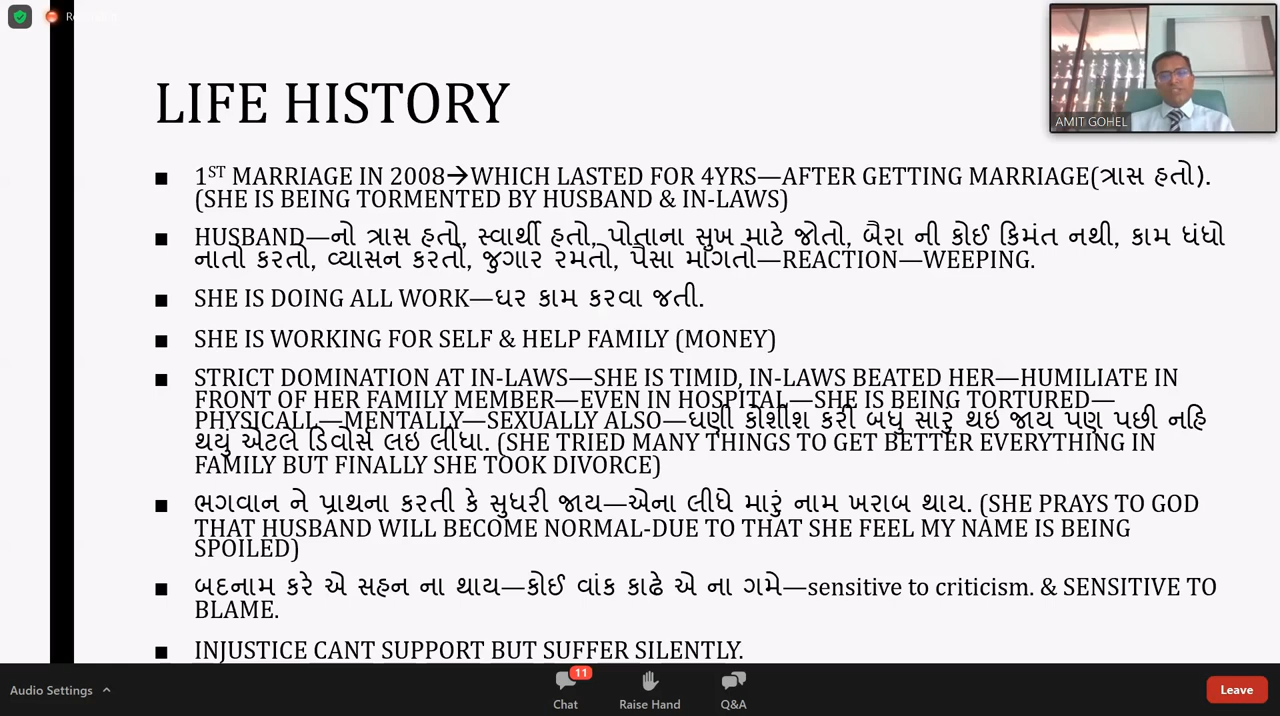 AMIT GOHEL
LIFE HISTORY
1ST MARRIAGE IN 2008→WHICH LASTED FOR 4YRS—AFTER GETTING MARRIAGE(ત્રાસ હતો).
(SHE IS BEING TORMENTED BY HUSBAND & IN-LAWS)
HUSBAND—નો ત્રાસ હતો, સ્વાર્થી હતો, પોતાના સુખ માટે જોતો, બૈરા ની કોઈ કિમંત નથી, કામ ધંધો
નાતો કરતો, વ્યાસન કરતો, જુગાર રમતો, પૈસા માંગતો—REACTION—WEEPING.
SHE IS DOING ALL WORK—ઘર કામ કરવા જતી.
SHE IS WORKING FOR SELF & HELP FAMILY (MONEY)
STRICT DOMINATION AT IN-LAWS—SHE IS TIMID, IN-LAWS BEATED HER—HUMILIATE IN
FRONT OF HER FAMILY MEMBER—EVEN IN HOSPITAL—SHE IS BEING TORTURED—
PHYSICALL—MENTALLY—SEXUALLY ALSO—ઘણી કોશીશ કરી બધુ સારુ થઇ જાય પણ પછી નહિ
થયું એટલે ડિવોર્સ લઇ લીધા. (SHE TRIED MANY THINGS TO GET BETTER EVERYTHING IN
FAMILY BUT FINALLY SHE TOOK DIVORCE)
ભગવાન ને પ્રાથના કરતી કે સુધરી જાય—એના લીધે મારું નામ ખરાબ થાય. (SHE PRAYS TO GOD
THAT HUSBAND WILL BECOME NORMAL-DUE TO THAT SHE FEEL MY NAME IS BEING
SPOILED)
બદનામ કરે એ સહન ના થાય—કોઈ વાંક કાઢે એ ના ગમે—sensitive to criticism. & SENSITIVE TO
BLAME.
INJUSTICE CANT SUPPORT BUT SUFFER SILENTLY.
Audio Settings
11
Chat
Raise Hand
Q&A
Leave